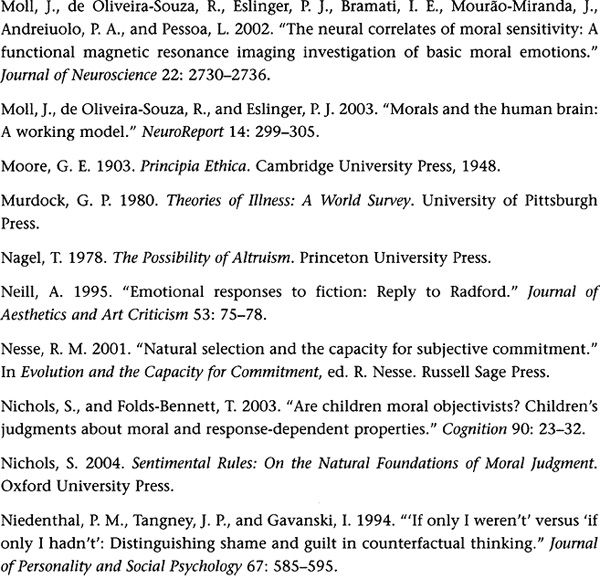 Moll, J., de Oliveira-Souza, R., Eslinger, P. J., Bramati, I. E., Mourão-Miranda, J.,
Andreiuolo, P. A., and Pessoa, L. 2002. “The neural correlates of moral sensitivity: A
functional magnetic resonance imaging investigation of basic moral emotions.”
Journal of Neuroscience 22: 2730–2736.
Moll, J., de Oliveira-Souza, R., and Eslinger, P. J. 2003. “Morals and the human brain:
A working model.” NeuroReport 14: 299–305.
Moore, G. E. 1903. Principia Ethica. Cambridge University Press, 1948.
Murdock, G. P. 1980. Theories of Illness: A World Survey. University of Pittsburgh
Press.
Nagel, T. 1978. The Possibility of Altruism. Princeton University Press.
Neill, A. 1995. “Emotional responses to fiction: Reply to Radford.” Journal of
Aesthetics and Art Criticism 53: 75–78.
Nesse, R. M. 2001. “Natural selection and the capacity for subjective commitment.”
In Evolution and the Capacity for Commitment, ed. R. Nesse. Russell Sage Press.
Nichols, S., and Folds-Bennett, T. 2003. “Are children moral objectivists? Children’s
judgments about moral and response-dependent properties.” Cognition 90: 23–32.
Nichols, S. 2004. Sentimental Rules: On the Natural Foundations of Moral Judgment.
Oxford University Press.
Niedenthal, P. M., Tangney, J. P., and Gavanski, I. 1994. “‘If only I weren’t’ versus ‘if
only I hadn’t’: Distinguishing shame and guilt in counterfactual thinking.” Journal
of Personality and Social Psychology 67: 585–595.